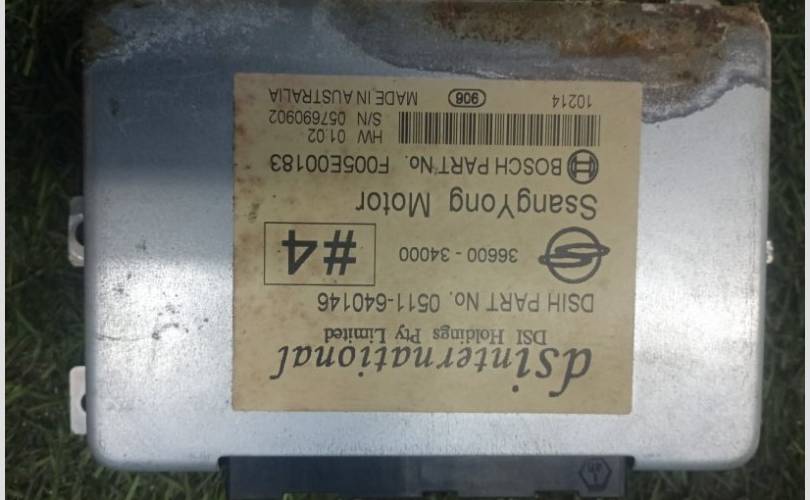 dsinternational
DSI Holdings Pty Limited
DSIH PART No. 0511-640146
36600 - 34000
#4
SsangYong Motor
BOSCH PART No. F005E00183
HW 01.02
S/N 057690902
10214 906 MADE IN AUSTRALIA